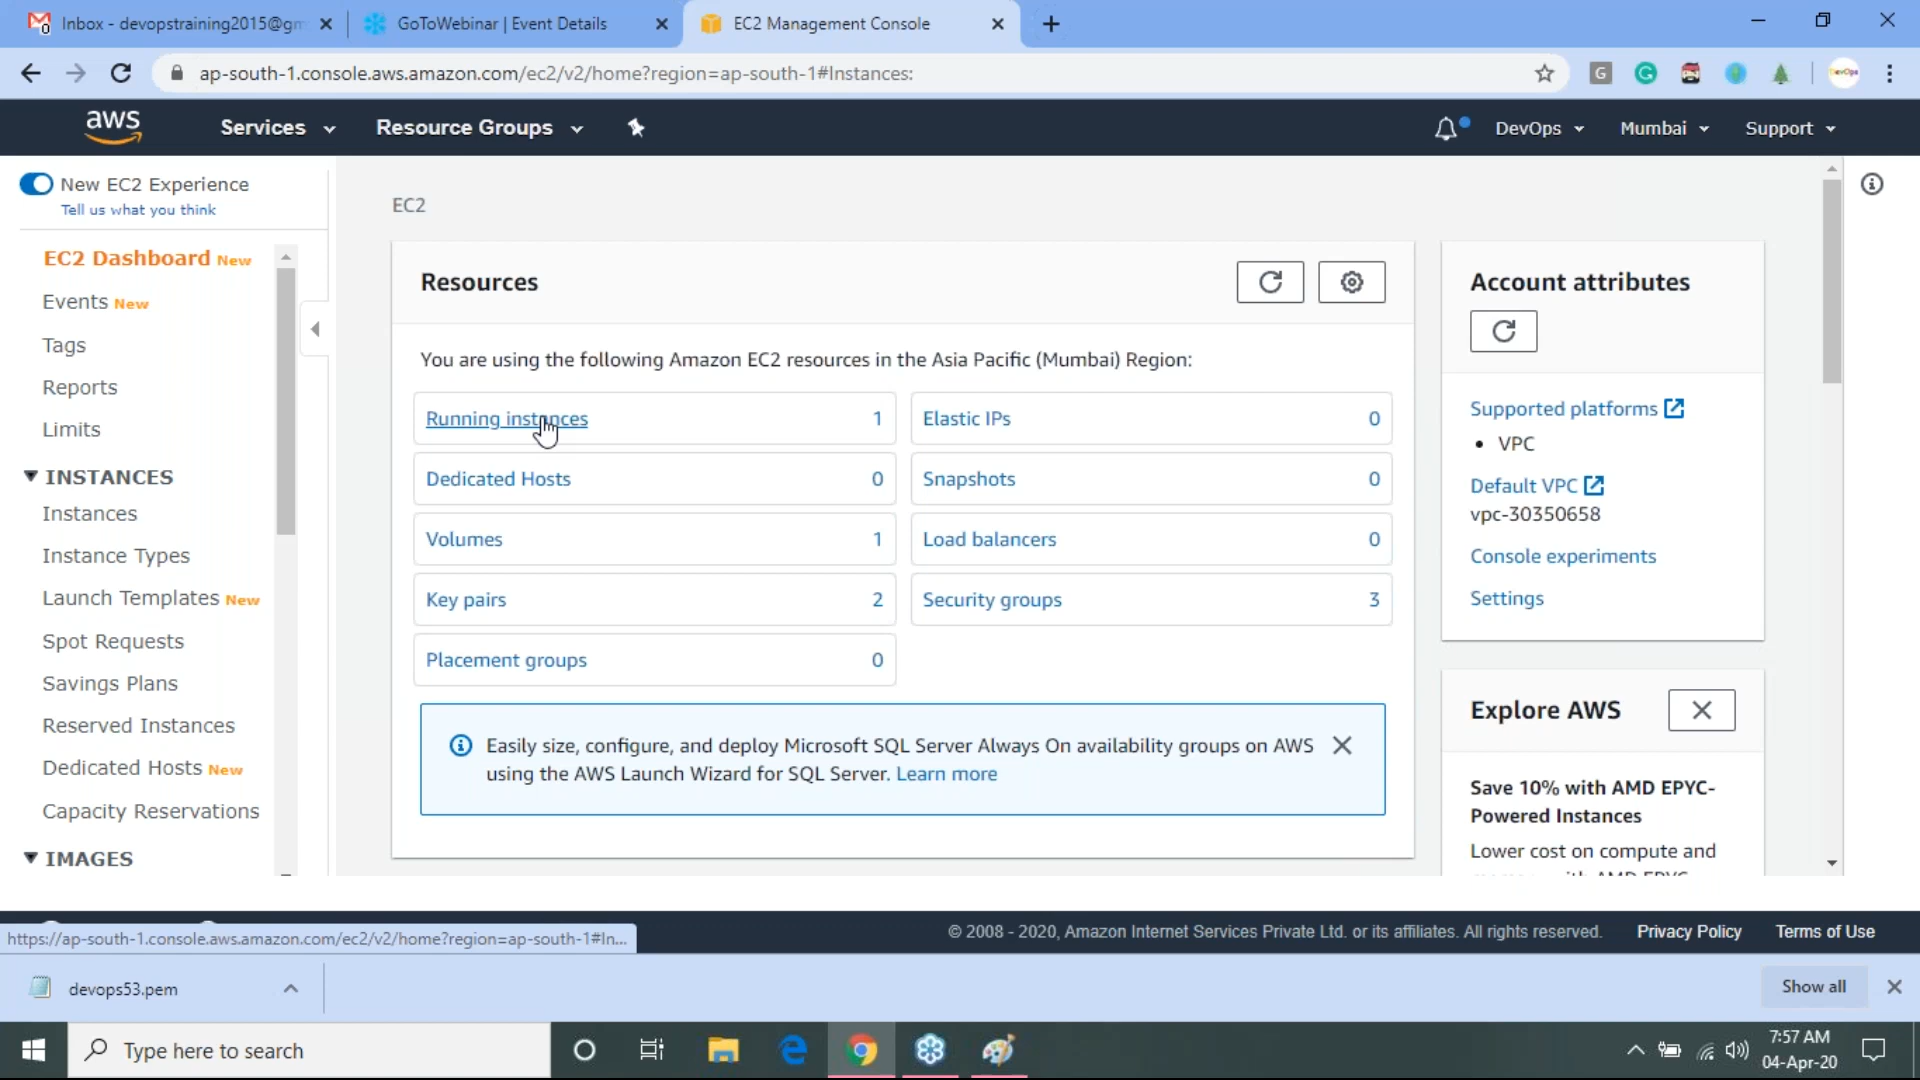 Inbox - devopstraining2015@gm
GoToWebinar | Event Details
EC2 Management Console
ap-south-1.console.aws.amazon.com/ec2/v2/home?region=ap-south-1#Instances:
aws
Services
Resource Groups
DevOps
Mumbai
Support
New EC2 Experience
Tell us what you think
EC2 Dashboard New
Events New
Tags
Reports
Limits
INSTANCES
Instances
Instance Types
Launch Templates New
Spot Requests
Savings Plans
Reserved Instances
Dedicated Hosts New
Capacity Reservations
IMAGES
EC2
Resources
You are using the following Amazon EC2 resources in the Asia Pacific (Mumbai) Region:
Running instances 1
Elastic IPs 0
Dedicated Hosts 0
Snapshots 0
Volumes 1
Load balancers 0
Key pairs 2
Security groups 3
Placement groups 0
Easily size, configure, and deploy Microsoft SQL Server Always On availability groups on AWS
using the AWS Launch Wizard for SQL Server. Learn more
Account attributes
Supported platforms
• VPC
Default VPC
vpc-30350658
Console experiments
Settings
Explore AWS
Save 10% with AMD EPYC-
Powered Instances
Lower cost on compute and
https://ap-south-1.console.aws.amazon.com/ec2/v2/home?region=ap-south-1#In...
© 2008 - 2020, Amazon Internet Services Private Ltd. or its affiliates. All rights reserved.
Privacy Policy
Terms of Use
devops53.pem
Show all
Type here to search
7:57 AM
04-Apr-20